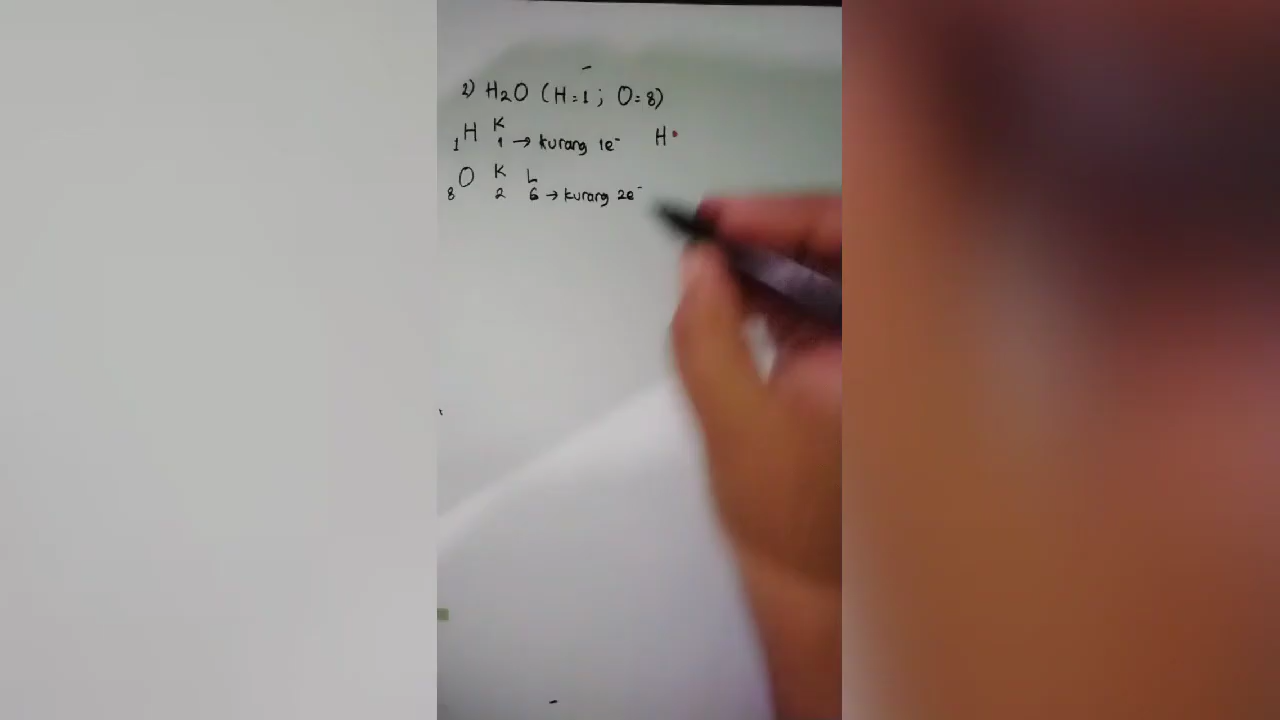 2) H₂O (H=1 ; O=8)
K
₁H 1 → kurang 1e⁻ H•
K L
₈O 2 6 → kurang 2e⁻